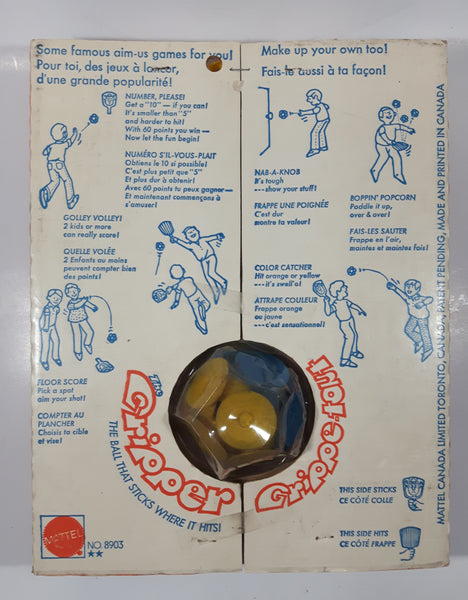 Some famous aim-us games for you!
Pour toi, des jeux à lancer,
d'une grande popularité!
NUMBER, PLEASE!
Get a "10" — if you can!
It's smaller than "5"
and harder to hit!
With 60 points you win —
Now let the fun begin!
NUMÉRO S'IL-VOUS-PLAIT
Obtiens le 10 si possible!
C'est plus petit que "5"
Et plus dur à obtenir!
Avec 60 points tu peux gagner —
Et maintenant commençons à
s'amuser!
GOLLEY VOLLEY!
2 kids or more
can really score!
QUELLE VOLÉE
2 Enfants au moins
peuvent compter bien
des points!
FLOOR SCORE
Pick a spot
aim your shot!
COMPTER AU
PLANCHER
Choisis ta cible
et vise!
Make up your own too!
Fais-le aussi à ta façon!
NAB-A-KNOB
It's tough
---show your stuff!
FRAPPE UNE POIGNÉE
C'est dur
montre ta valeur!
BOPPIN' POPCORN
Paddle it up,
over & over!
FAIS-LES SAUTER
Frappe en l'air,
maintes et maintes fois!
COLOR CATCHER
Hit orange or yellow
---it's swell'o!
ATTRAPE COULEUR
Frappe orange
ou jaune
---c'est sensationnel!
The
Gripper
THE BALL THAT STICKS WHERE IT HITS!
Grippe-tout
THIS SIDE STICKS
CE CÔTÉ COLLE
THIS SIDE HITS
CE CÔTÉ FRAPPE
MATTEL
NO. 8903
★★
MATTEL CANADA LIMITED TORONTO, CANADA. PATENT PENDING, MADE AND PRINTED IN CANADA